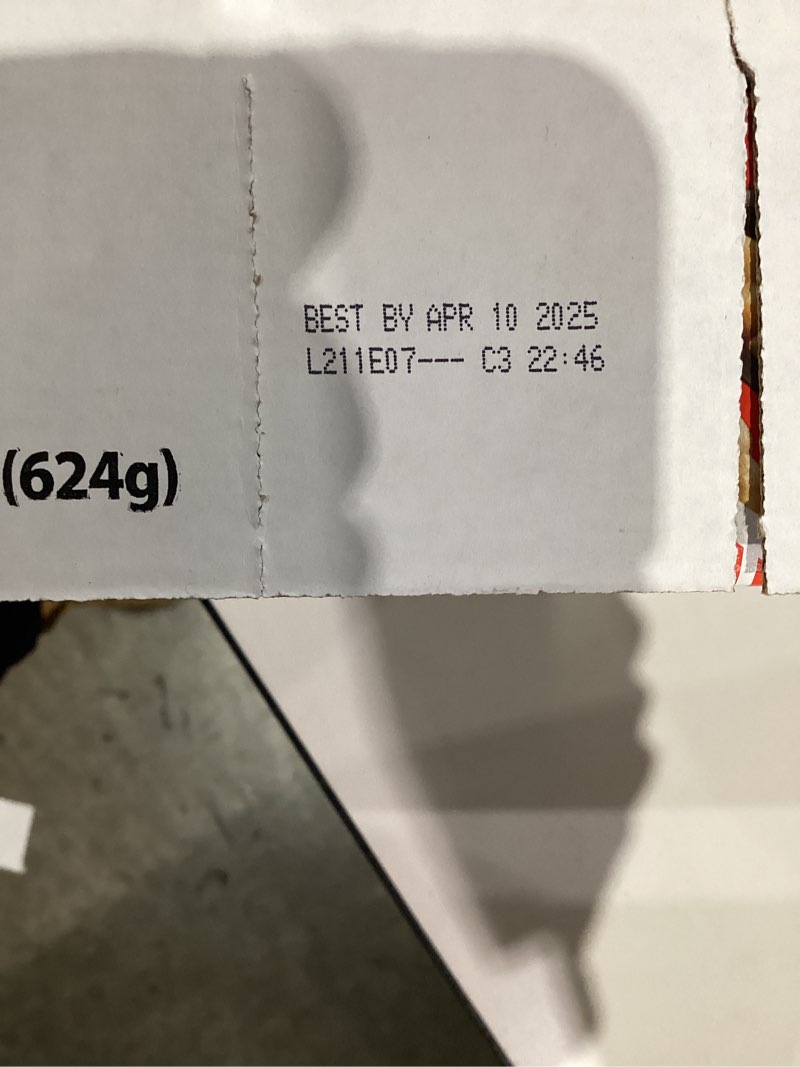 BEST BY APR 10 2025
L211E07--- C3 22:46
(624g)